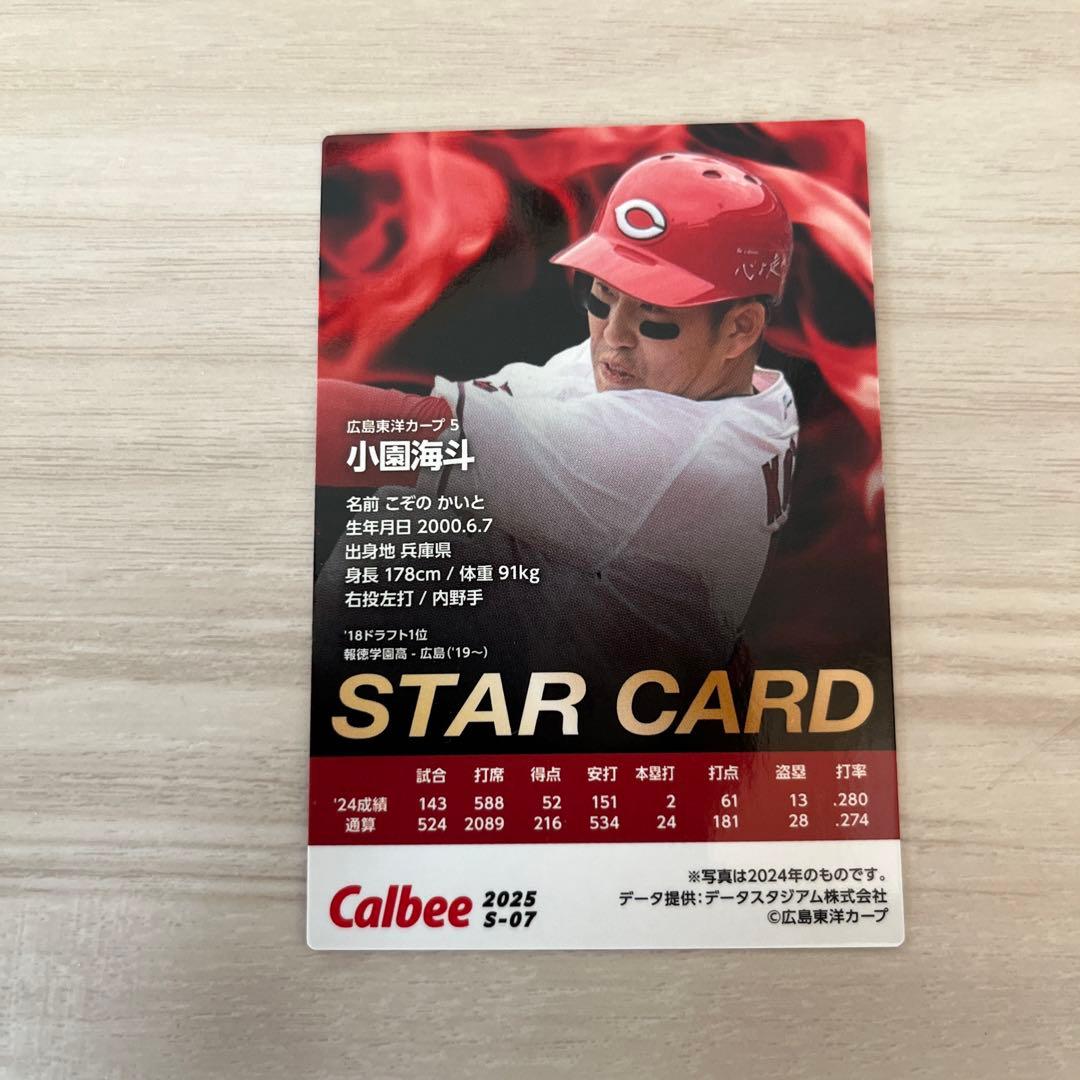 心は走
K
広島東洋カープ 5
小園海斗
名前 こぞの かいと
生年月日 2000.6.7
出身地 兵庫県
身長 178cm / 体重 91kg
右投左打 / 内野手
'18ドラフト1位
報徳学園高 - 広島('19〜)
STAR CARD
試合 打席 得点 安打 本塁打 打点 盗塁 打率
'24成績 143 588 52 151 2 61 13 .280
通算 524 2089 216 534 24 181 28 .274
※写真は2024年のものです。
データ提供:データスタジアム株式会社
©広島東洋カープ
Calbee 2025
S-07